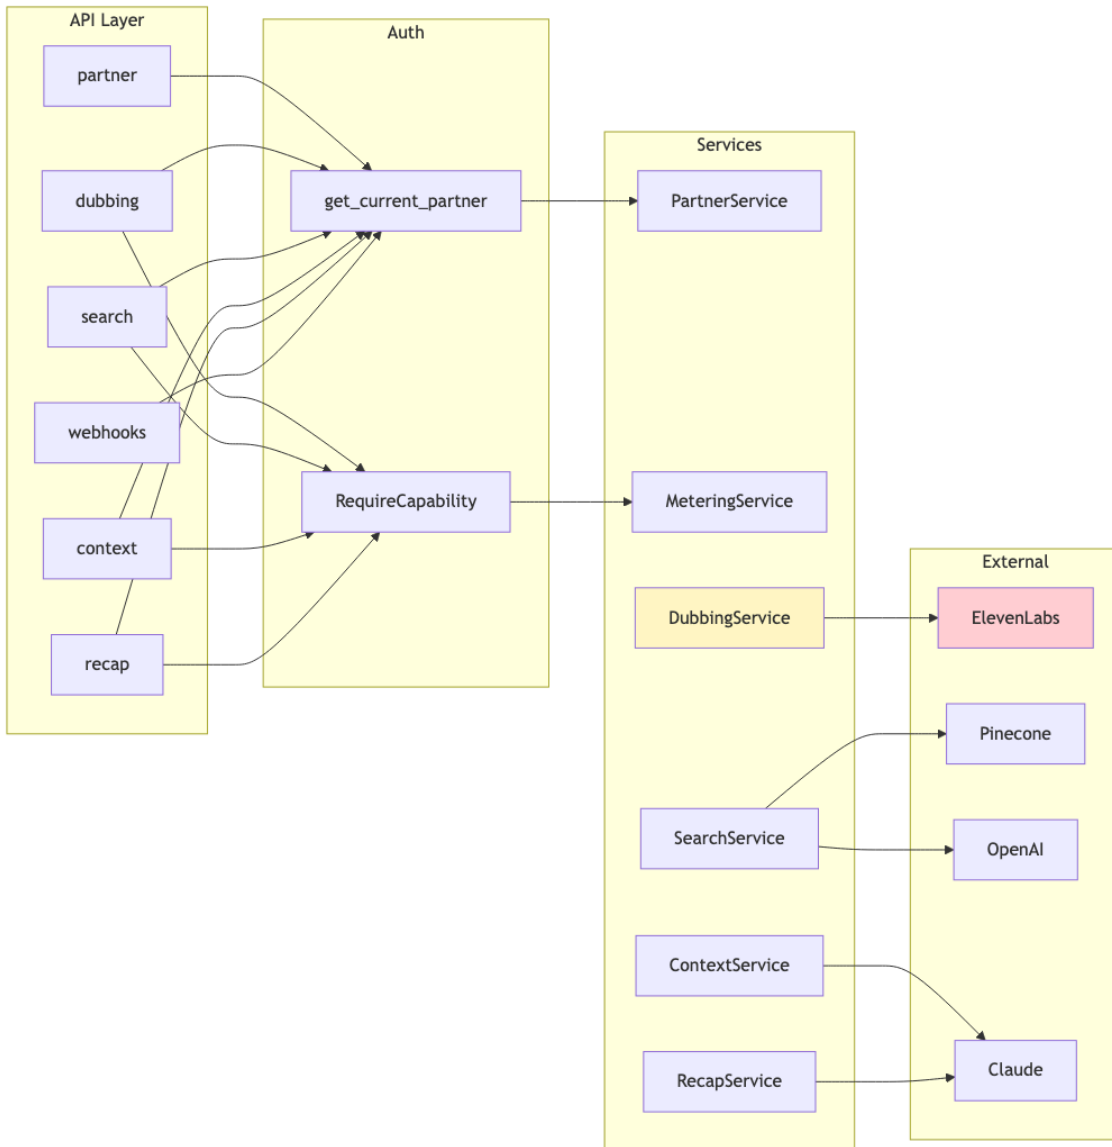 API Layer
partner
dubbing
search
webhooks
context
recap
Auth
get_current_partner
RequireCapability
Services
PartnerService
MeteringService
DubbingService
SearchService
ContextService
RecapService
External
ElevenLabs
Pinecone
OpenAI
Claude